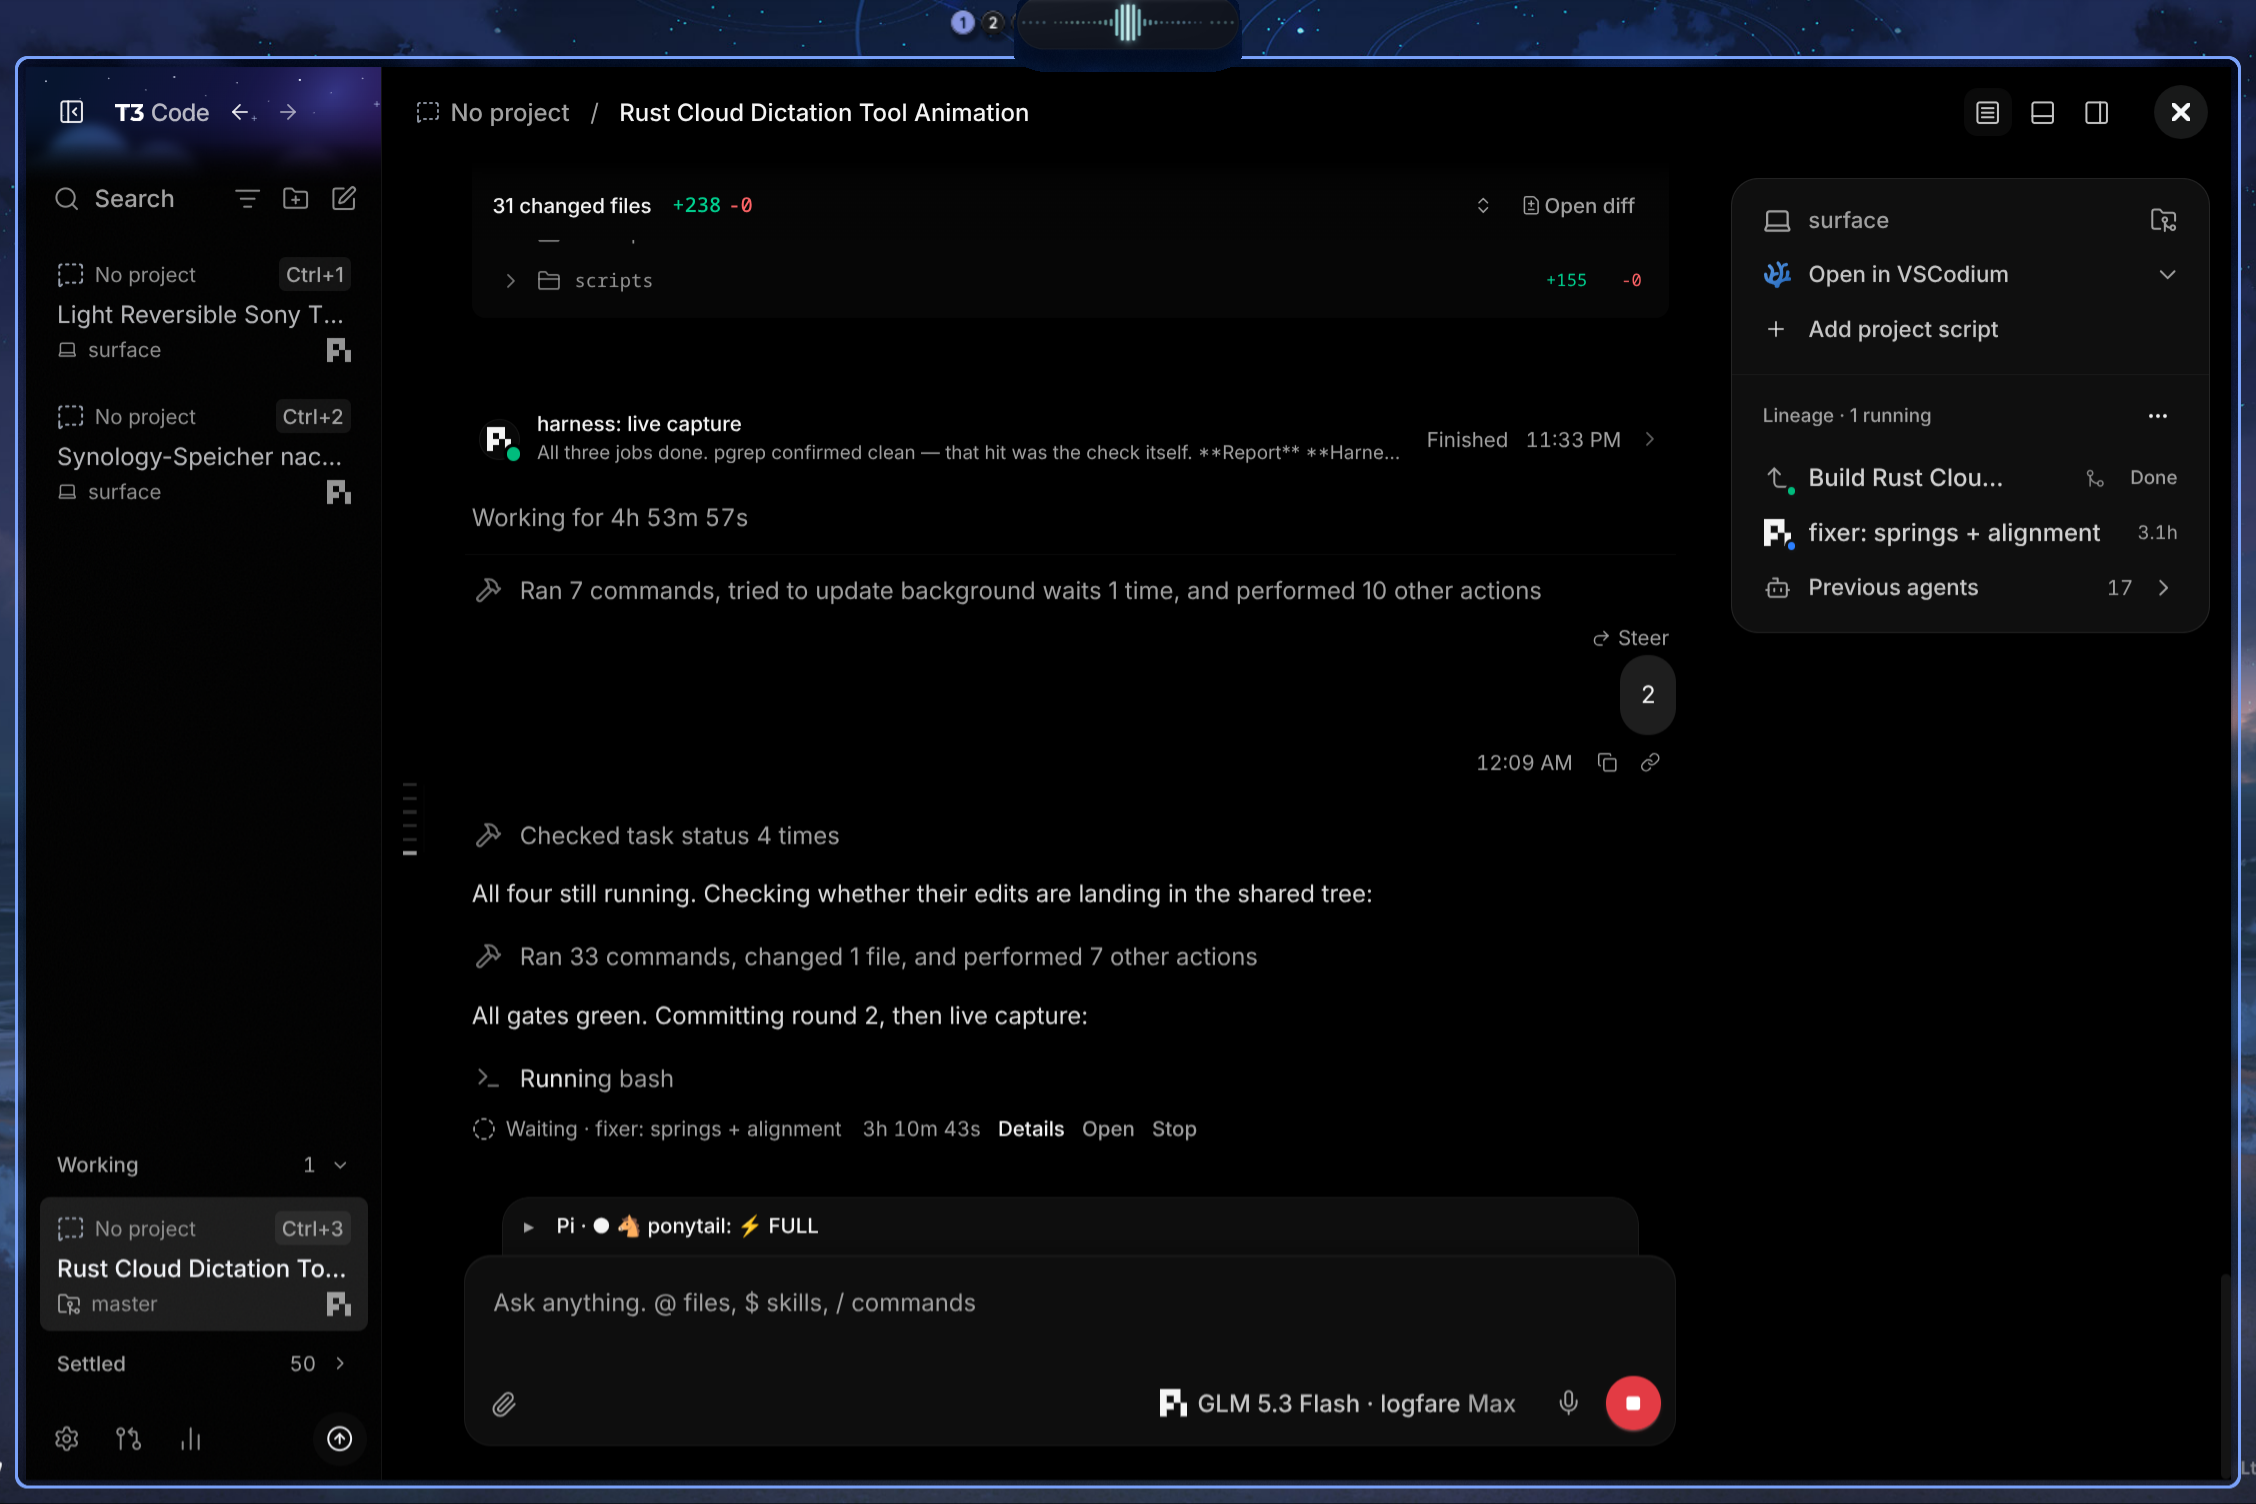 1 2
T3 Code
No project / Rust Cloud Dictation Tool Animation
Search
No project Ctrl+1
Light Reversible Sony T...
surface
No project Ctrl+2
Synology-Speicher nac...
surface
Working 1
No project Ctrl+3
Rust Cloud Dictation To...
master
Settled 50
31 changed files +238 -0
Open diff
scripts +155 -0
harness: live capture
All three jobs done. pgrep confirmed clean — that hit was the check itself. **Report** **Harne...
Finished 11:33 PM
Working for 4h 53m 57s
Ran 7 commands, tried to update background waits 1 time, and performed 10 other actions
Steer
2
12:09 AM
Checked task status 4 times
All four still running. Checking whether their edits are landing in the shared tree:
Ran 33 commands, changed 1 file, and performed 7 other actions
All gates green. Committing round 2, then live capture:
Running bash
Waiting · fixer: springs + alignment 3h 10m 43s Details Open Stop
Pi · ● 🐴 ponytail: ⚡ FULL
Ask anything. @ files, $ skills, / commands
GLM 5.3 Flash · logfare Max
surface
Open in VSCodium
Add project script
Lineage · 1 running
Build Rust Clou... Done
fixer: springs + alignment 3.1h
Previous agents 17